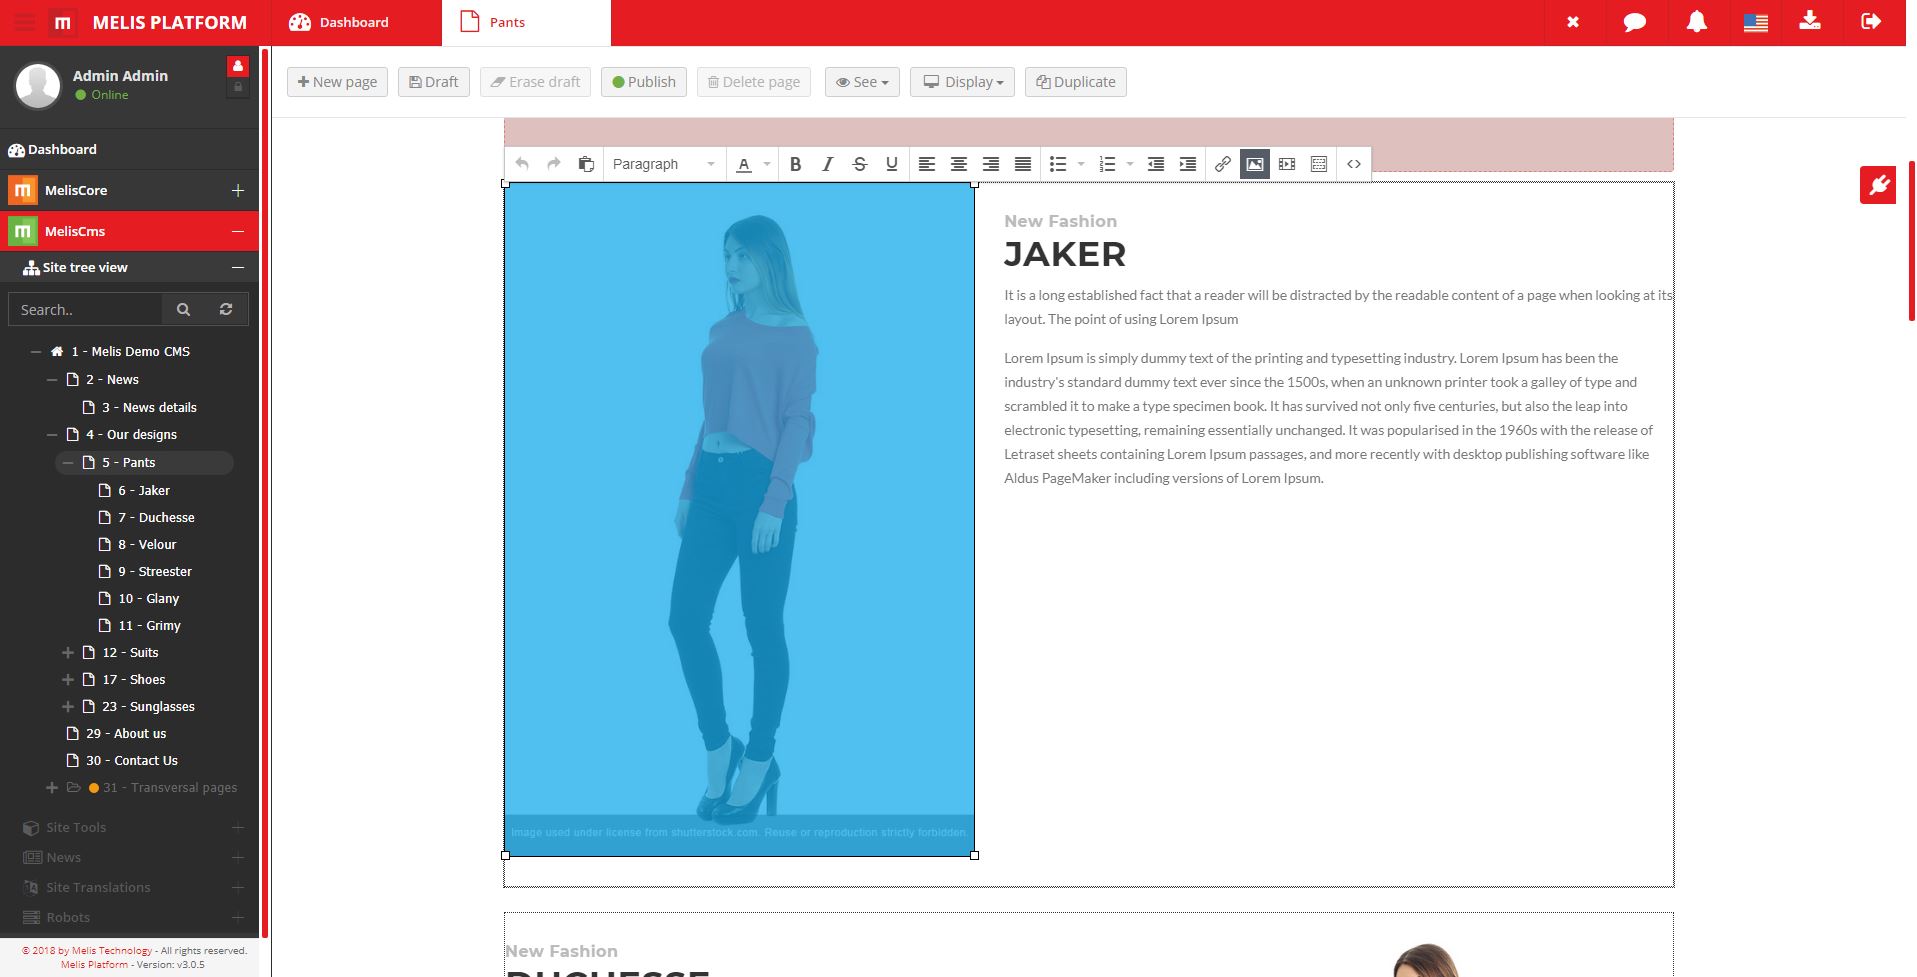 m MELIS PLATFORM
Dashboard
Pants
Admin Admin
Online
New page
Draft
Erase draft
Publish
Delete page
See
Display
Duplicate
Dashboard
m MelisCore
m MelisCms
Site tree view
Search..
1 - Melis Demo CMS
2 - News
3 - News details
4 - Our designs
5 - Pants
6 - Jaker
7 - Duchesse
8 - Velour
9 - Streester
10 - Glany
11 - Grimy
12 - Suits
17 - Shoes
23 - Sunglasses
29 - About us
30 - Contact Us
31 - Transversal pages
Site Tools
News
Site Translations
Robots
© 2018 by Melis Technology - All rights reserved.
Melis Platform - Version: v3.0.5
Paragraph
A B I S U
Image used under license from shutterstock.com. Reuse or reproduction strictly forbidden.
New Fashion
JAKER
It is a long established fact that a reader will be distracted by the readable content of a page when looking at its
layout. The point of using Lorem Ipsum
Lorem Ipsum is simply dummy text of the printing and typesetting industry. Lorem Ipsum has been the
industry's standard dummy text ever since the 1500s, when an unknown printer took a galley of type and
scrambled it to make a type specimen book. It has survived not only five centuries, but also the leap into
electronic typesetting, remaining essentially unchanged. It was popularised in the 1960s with the release of
Letraset sheets containing Lorem Ipsum passages, and more recently with desktop publishing software like
Aldus PageMaker including versions of Lorem Ipsum.
New Fashion
DUCHESSE